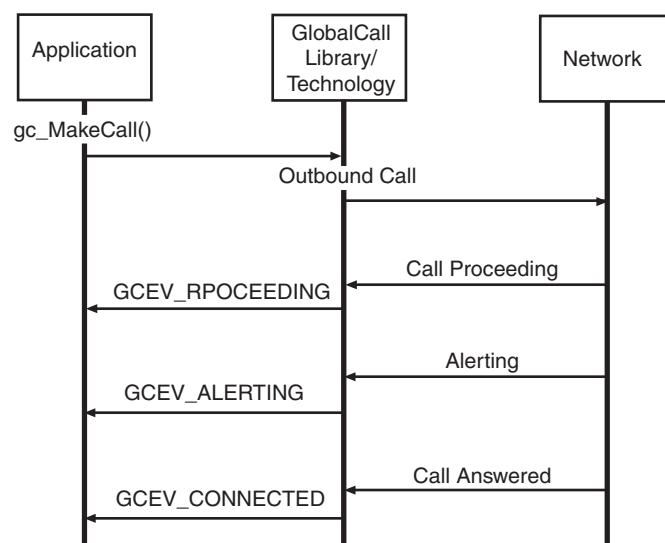 Application
GlobalCall
Library/
Technology
Network
gc_MakeCall()
Outbound Call
Call Proceeding
GCEV_RPOCEEDING
Alerting
GCEV_ALERTING
Call Answered
GCEV_CONNECTED